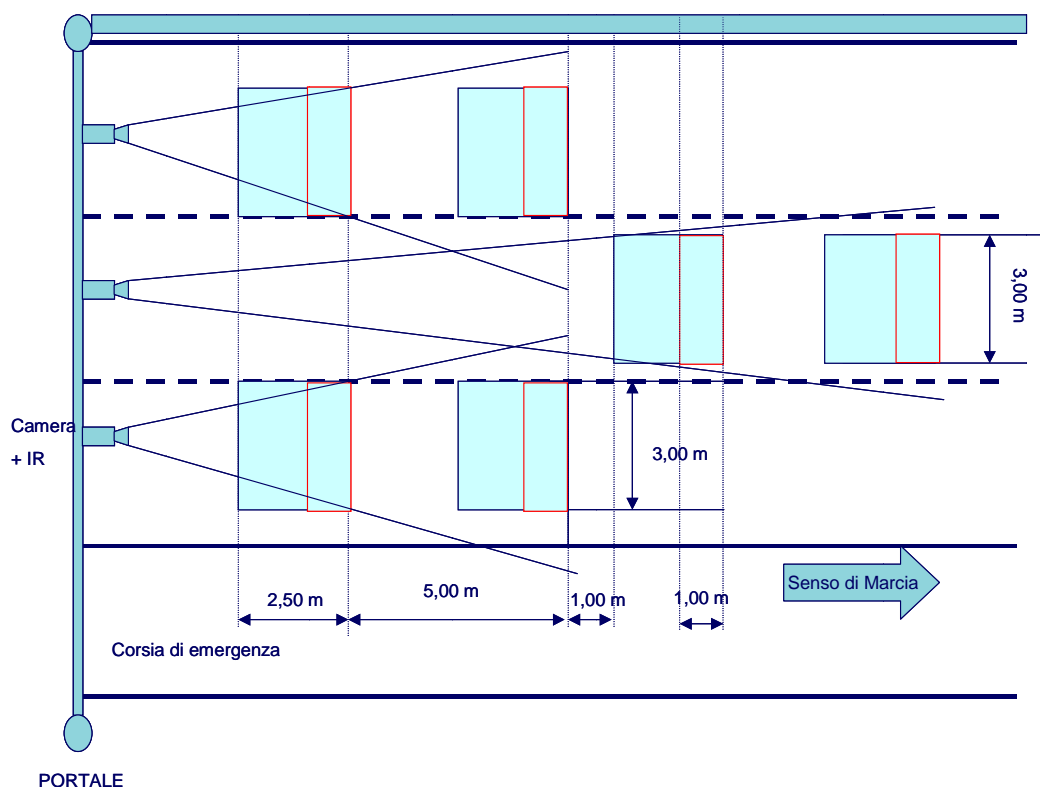 3,00 m
Camera
+ IR
3,00 m
Senso di Marcia
2,50 m
5,00 m
1,00 m
1,00 m
Corsia di emergenza
PORTALE